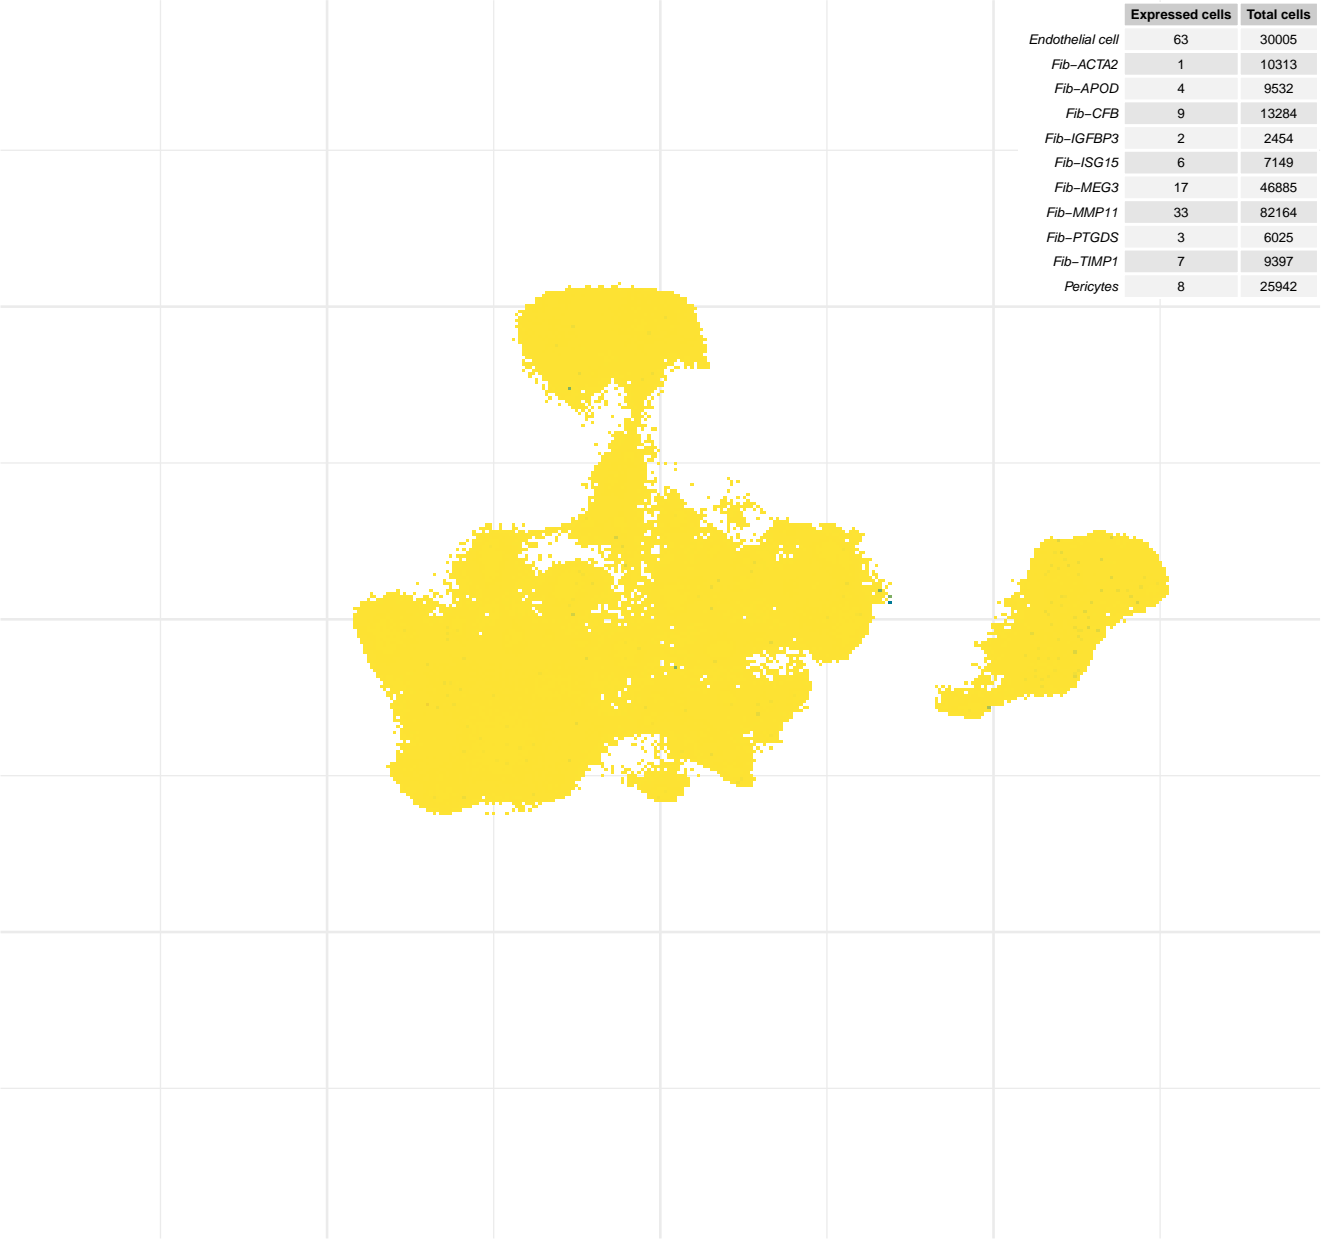 Expressed cells Total cells
Endothelial cell 63 30005
Fib−ACTA2 1 10313
Fib−APOD 4 9532
Fib−CFB 9 13284
Fib−IGFBP3 2 2454
Fib−ISG15 6 7149
Fib−MEG3 17 46885
Fib−MMP11 33 82164
Fib−PTGDS 3 6025
Fib−TIMP1 7 9397
Pericytes 8 25942